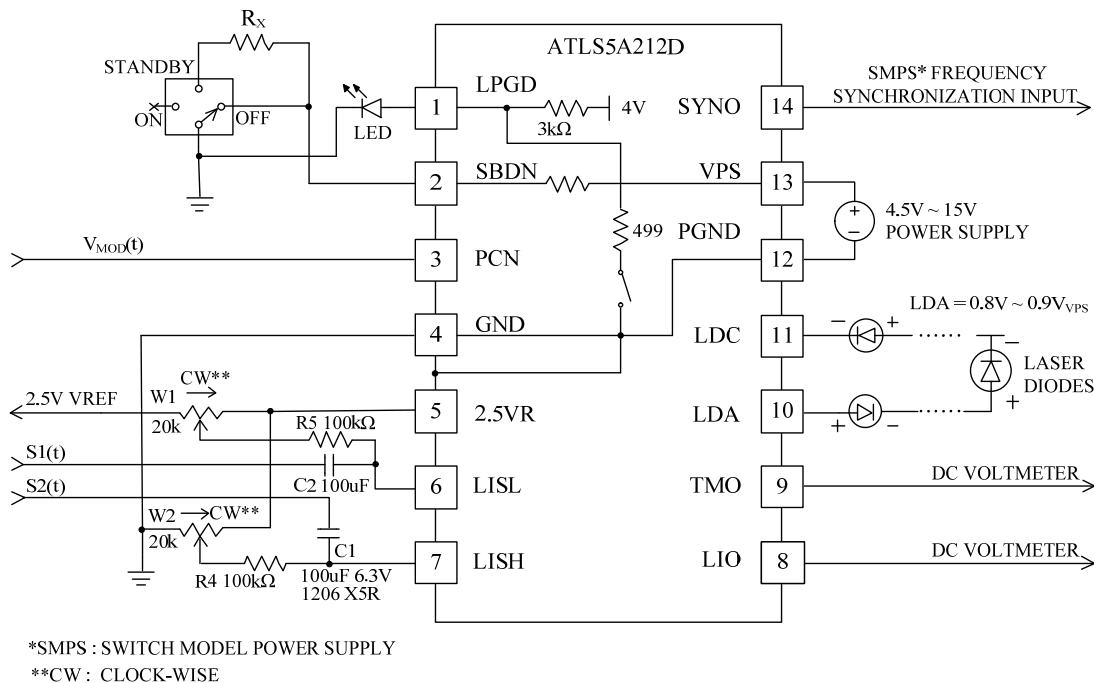 RX
ATLS5A212D
STANDBY
ON
OFF
LED
1
LPGD
3kΩ
4V
SYNO
14
SMPS* FREQUENCY
SYNCHRONIZATION INPUT
2
SBDN
VPS
13
499
4.5V ~ 15V
POWER SUPPLY
+
−
VMOD(t)
3
PCN
PGND
12
4
GND
LDC
11
LDA = 0.8V ~ 0.9VVPS
− +
−
LASER
DIODES
+
2.5V VREF
W1
CW**
20k
5
2.5VR
LDA
10
+ −
R5 100kΩ
S1(t)
C2 100uF
6
LISL
TMO
9
DC VOLTMETER
S2(t)
W2
CW**
20k
C1
R4 100kΩ
100uF 6.3V
1206 X5R
7
LISH
LIO
8
DC VOLTMETER
*SMPS : SWITCH MODEL POWER SUPPLY
**CW : CLOCK-WISE